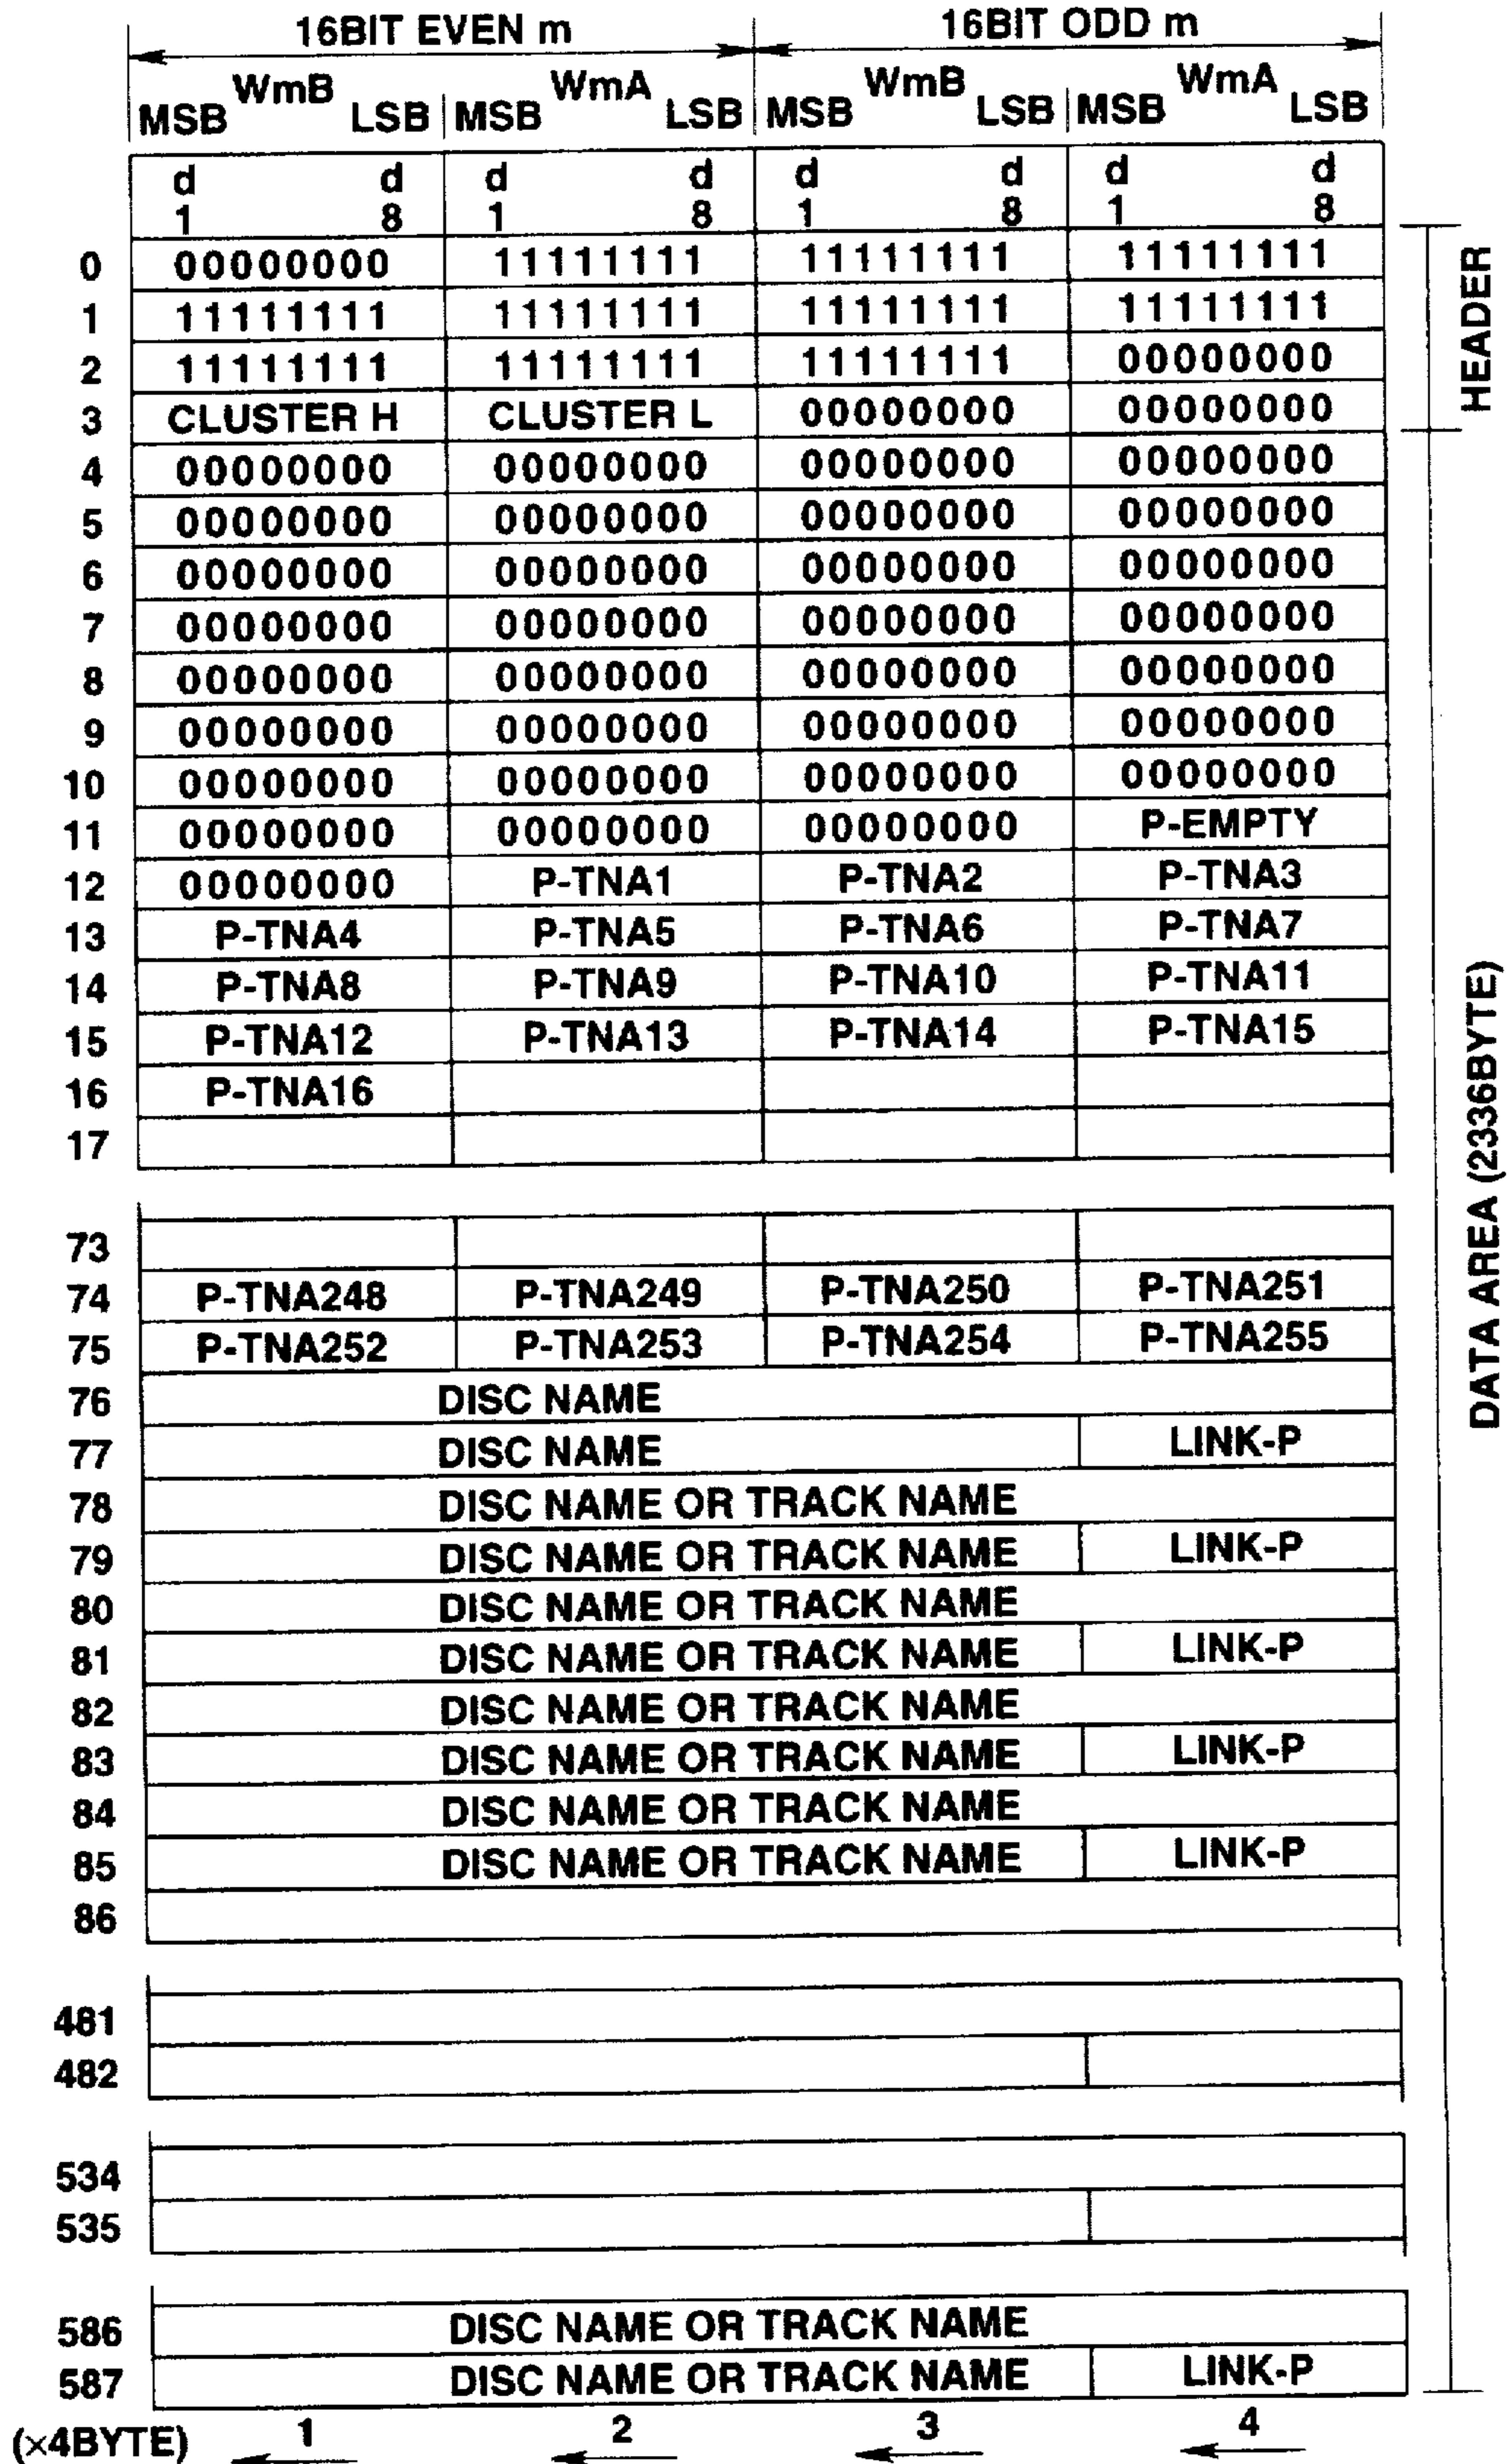 16BIT EVEN m 16BIT ODD m
WmB WmA WmB WmA
MSB LSB MSB LSB MSB LSB MSB LSB
d d d d d d d d
1 8 1 8 1 8 1 8
0 00000000 11111111 11111111 11111111
1 11111111 11111111 11111111 11111111
2 11111111 11111111 11111111 00000000
3 CLUSTER H CLUSTER L 00000000 00000000
4 00000000 00000000 00000000 00000000
5 00000000 00000000 00000000 00000000
6 00000000 00000000 00000000 00000000
7 00000000 00000000 00000000 00000000
8 00000000 00000000 00000000 00000000
9 00000000 00000000 00000000 00000000
10 00000000 00000000 00000000 00000000
11 00000000 00000000 00000000 P-EMPTY
12 00000000 P-TNA1 P-TNA2 P-TNA3
13 P-TNA4 P-TNA5 P-TNA6 P-TNA7
14 P-TNA8 P-TNA9 P-TNA10 P-TNA11
15 P-TNA12 P-TNA13 P-TNA14 P-TNA15
16 P-TNA16
17
73
74 P-TNA248 P-TNA249 P-TNA250 P-TNA251
75 P-TNA252 P-TNA253 P-TNA254 P-TNA255
76 DISC NAME
77 DISC NAME LINK-P
78 DISC NAME OR TRACK NAME
79 DISC NAME OR TRACK NAME LINK-P
80 DISC NAME OR TRACK NAME
81 DISC NAME OR TRACK NAME LINK-P
82 DISC NAME OR TRACK NAME
83 DISC NAME OR TRACK NAME LINK-P
84 DISC NAME OR TRACK NAME
85 DISC NAME OR TRACK NAME LINK-P
86
481
482
534
535
586 DISC NAME OR TRACK NAME
587 DISC NAME OR TRACK NAME LINK-P
(×4BYTE) 1 2 3 4
HEADER
DATA AREA (2336BYTE)